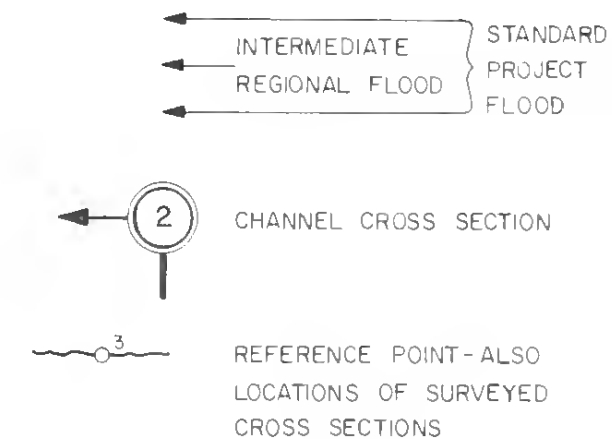 INTERMEDIATE
REGIONAL FLOOD
STANDARD
PROJECT
FLOOD
2
CHANNEL CROSS SECTION
3
REFERENCE POINT-ALSO
LOCATIONS OF SURVEYED
CROSS SECTIONS